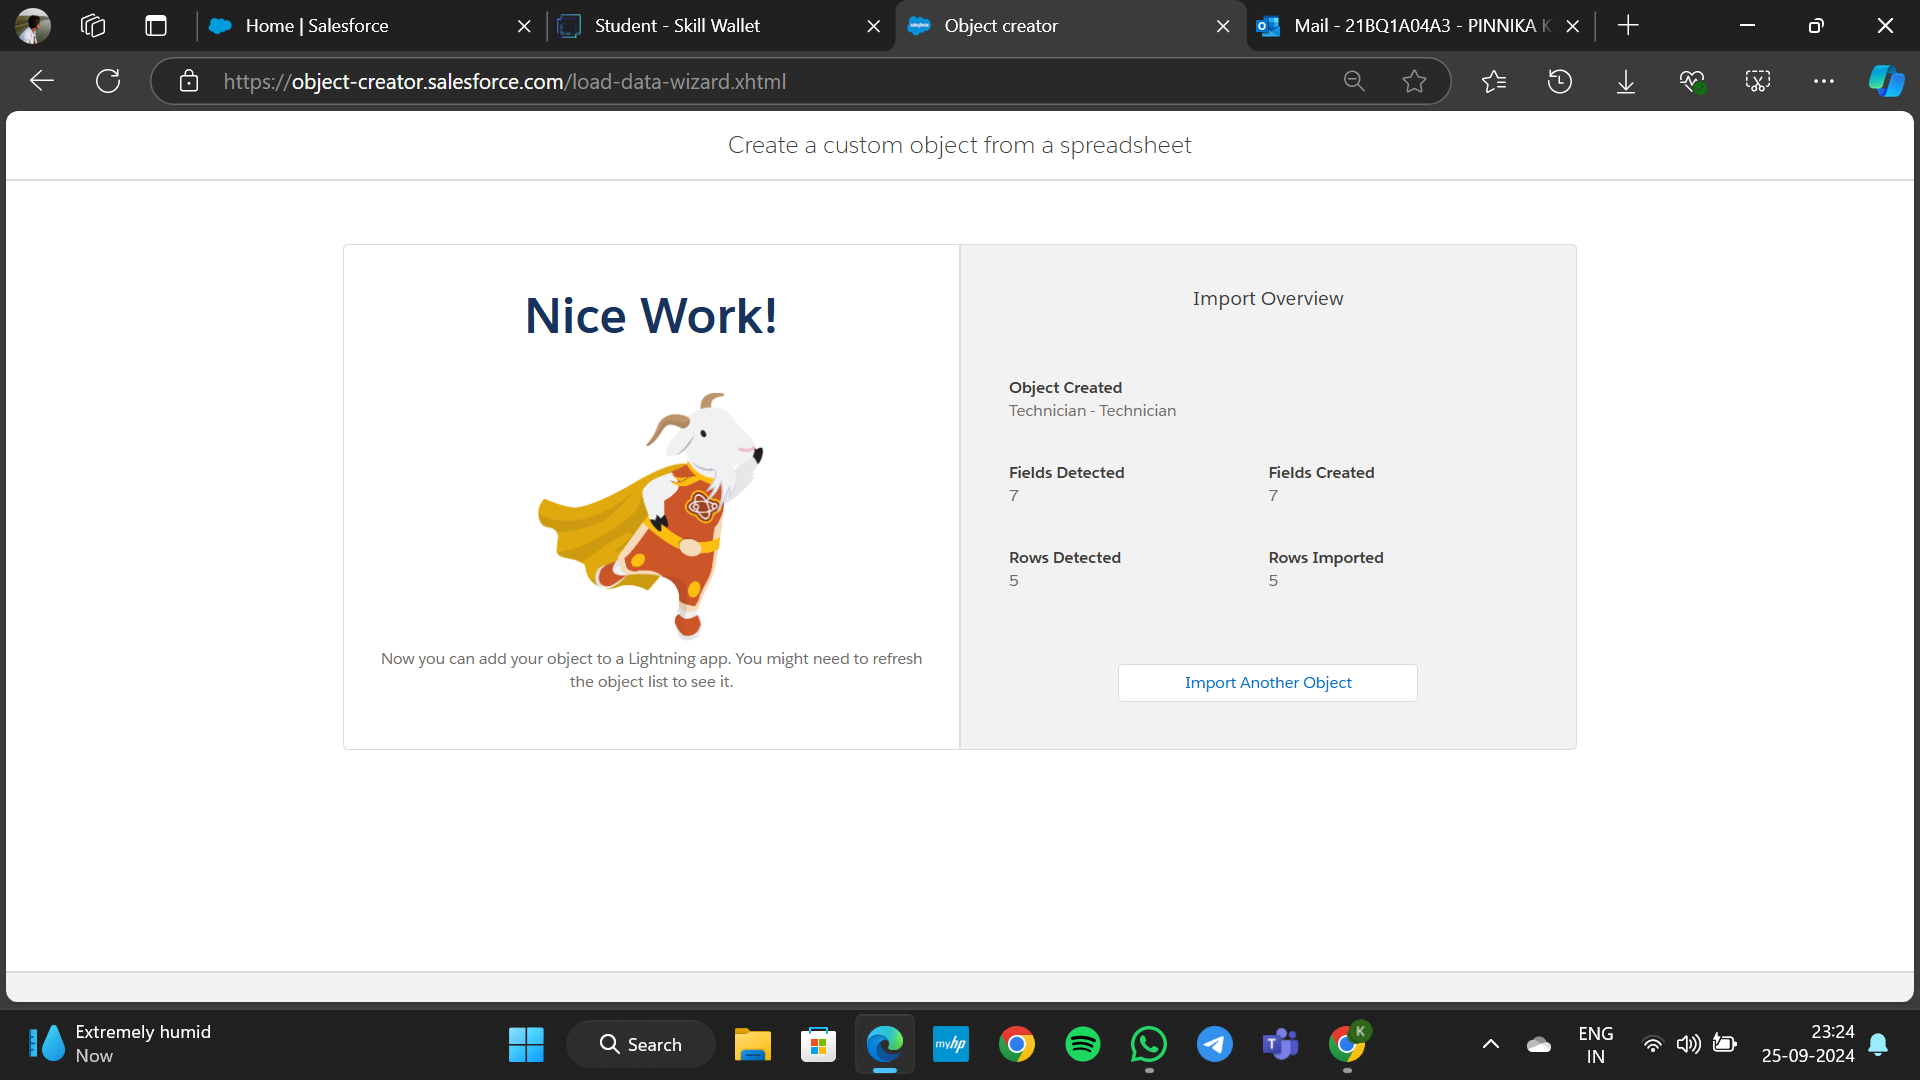 Home | Salesforce
Student - Skill Wallet
Object creator
Mail - 21BQ1A04A3 - PINNIKA K
https://object-creator.salesforce.com/load-data-wizard.xhtml
Create a custom object from a spreadsheet
Nice Work!
Now you can add your object to a Lightning app. You might need to refresh
the object list to see it.
Import Overview
Object Created
Technician - Technician
Fields Detected
7
Fields Created
7
Rows Detected
5
Rows Imported
5
Import Another Object
Extremely humid
Now
Search
myhp
K
ENG
IN
23:24
25-09-2024